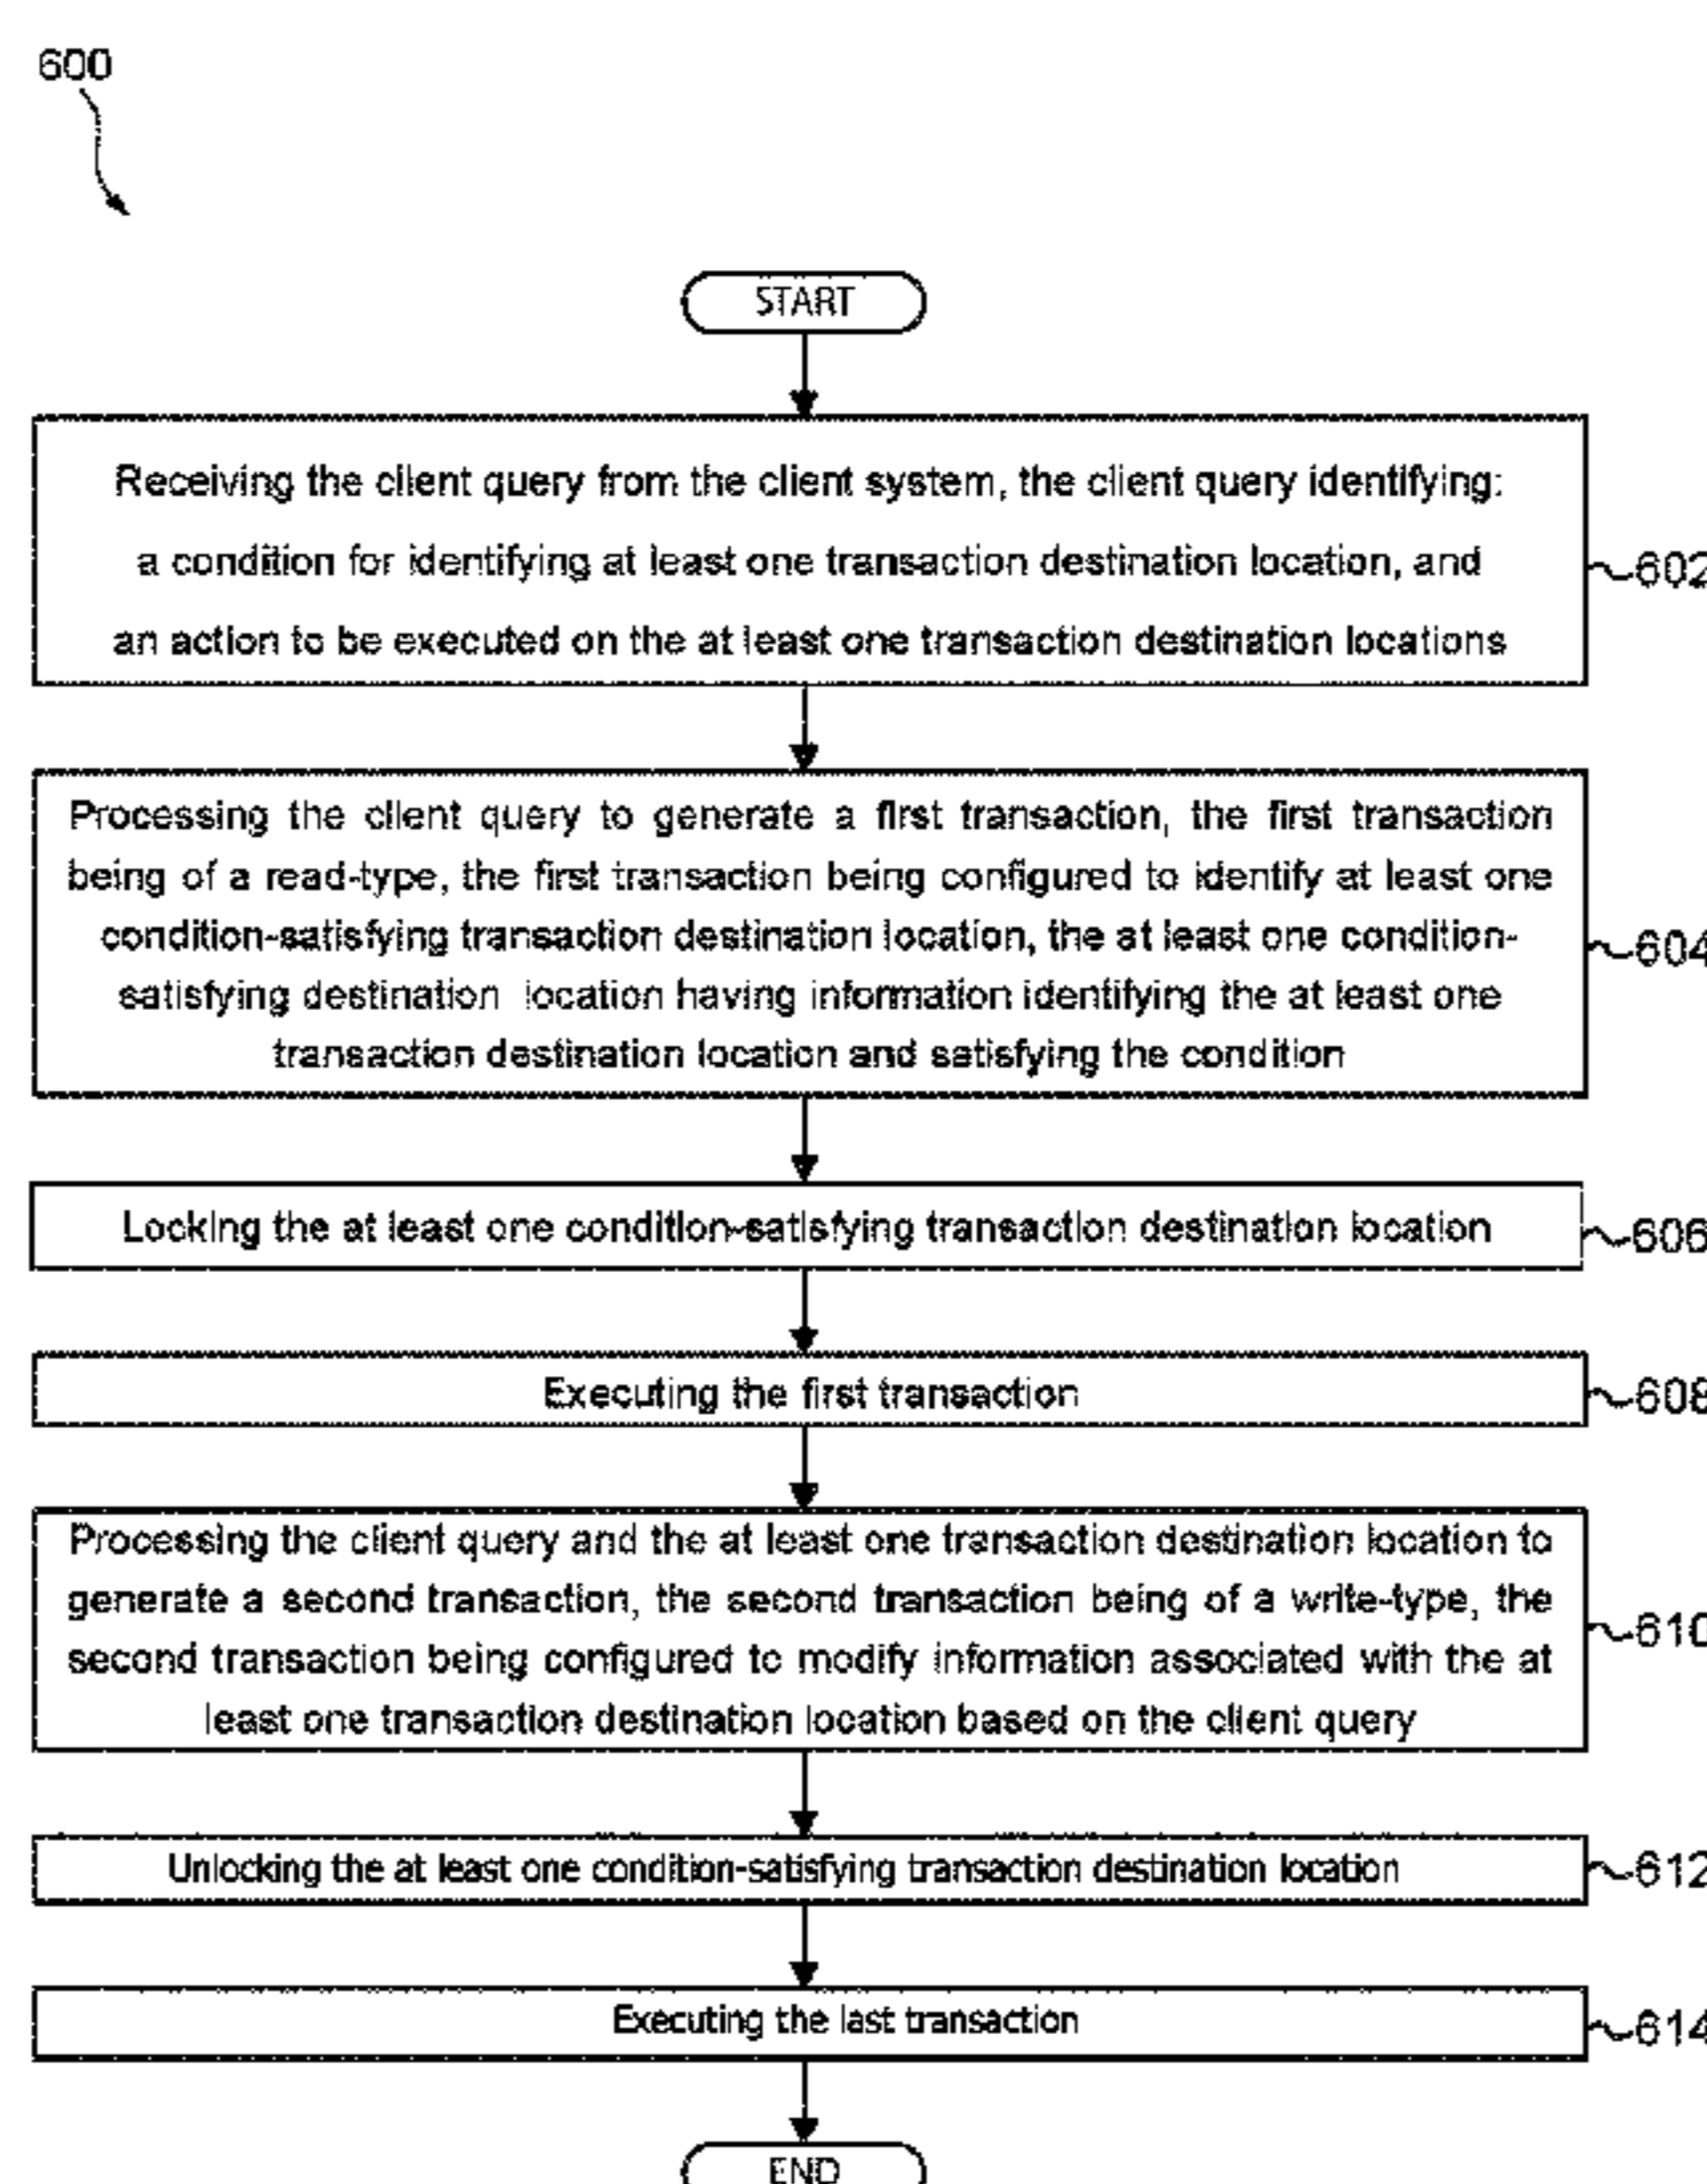 600
START
Receiving the client query from the client system, the client query identifying:
a condition for identifying at least one transaction destination location, and
an action to be executed on the at least one transaction destination locations
602
Processing the client query to generate a first transaction, the first transaction
being of a read-type, the first transaction being configured to identify at least one
condition-satisfying transaction destination location, the at least one condition-
satisfying destination location having information identifying the at least one
transaction destination location and satisfying the condition
604
Locking the at least one condition-satisfying transaction destination location
606
Executing the first transaction
608
Processing the client query and the at least one transaction destination location to
generate a second transaction, the second transaction being of a write-type, the
second transaction being configured to modify information associated with the at
least one transaction destination location based on the client query
610
Unlocking the at least one condition-satisfying transaction destination location
612
Executing the last transaction
614
END